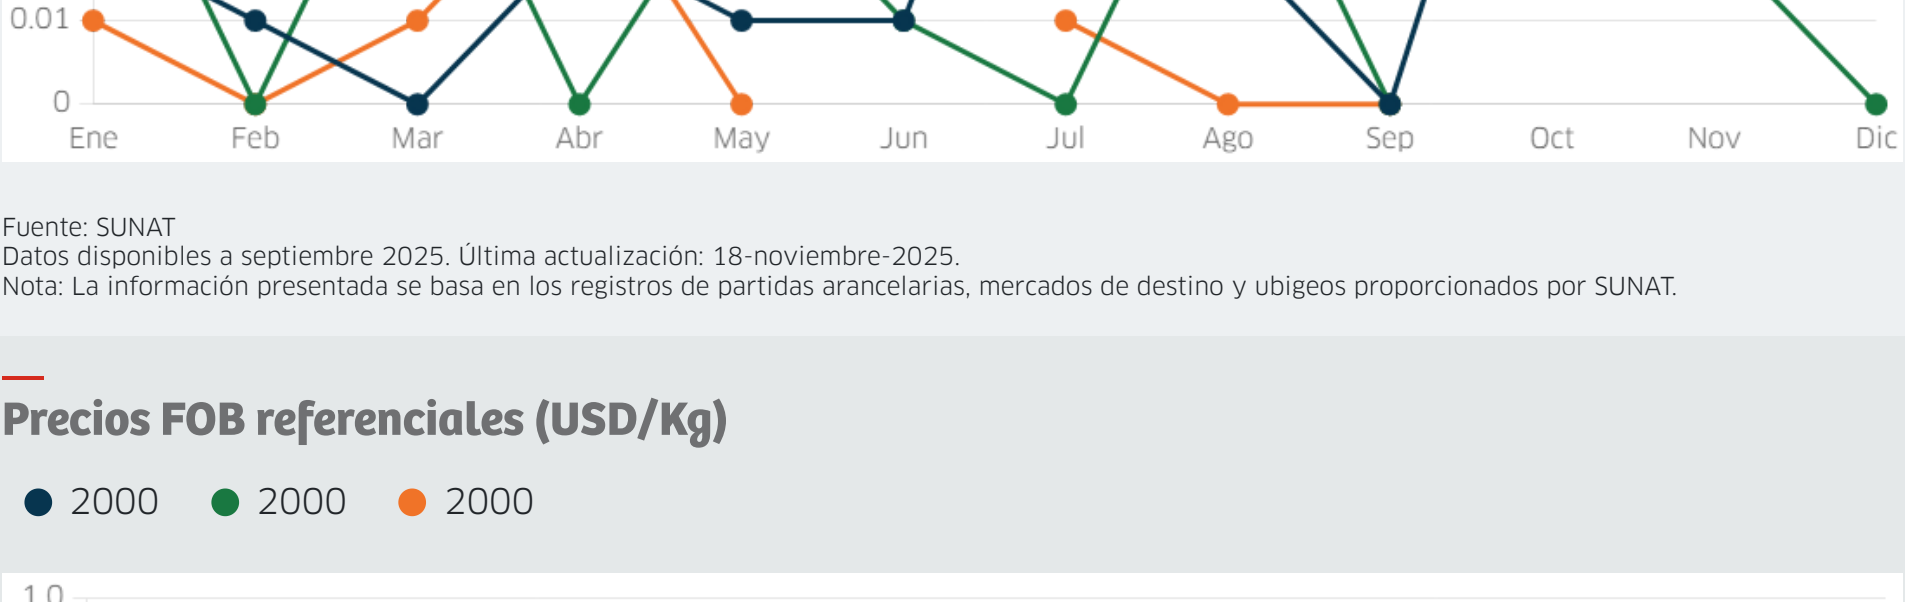 0.01
0
Ene Feb Mar Abr May Jun Jul Ago Sep Oct Nov Dic
Fuente: SUNAT
Datos disponibles a septiembre 2025. Última actualización: 18-noviembre-2025.
Nota: La información presentada se basa en los registros de partidas arancelarias, mercados de destino y ubigeos proporcionados por SUNAT.
Precios FOB referenciales (USD/Kg)
2000 2000 2000
1.0